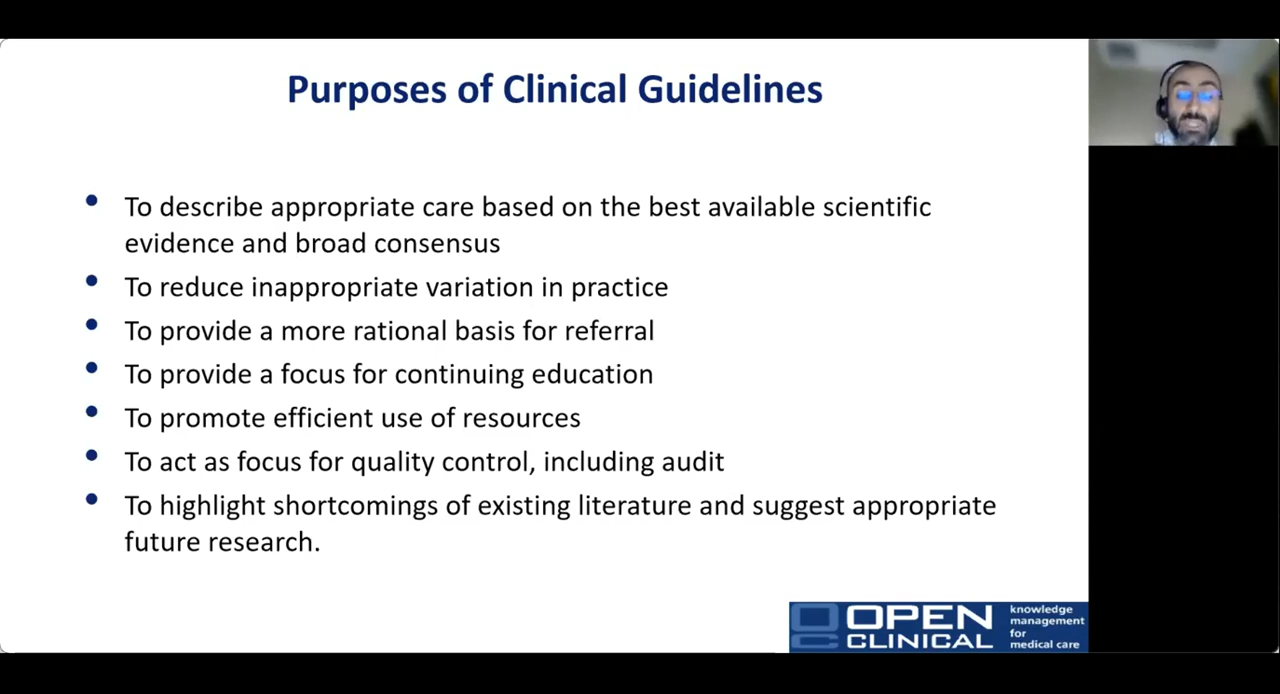 Purposes of Clinical Guidelines
• To describe appropriate care based on the best available scientific
evidence and broad consensus
• To reduce inappropriate variation in practice
• To provide a more rational basis for referral
• To provide a focus for continuing education
• To promote efficient use of resources
• To act as focus for quality control, including audit
• To highlight shortcomings of existing literature and suggest appropriate
future research.
OPEN
CLINICAL
knowledge
management
for
medical care